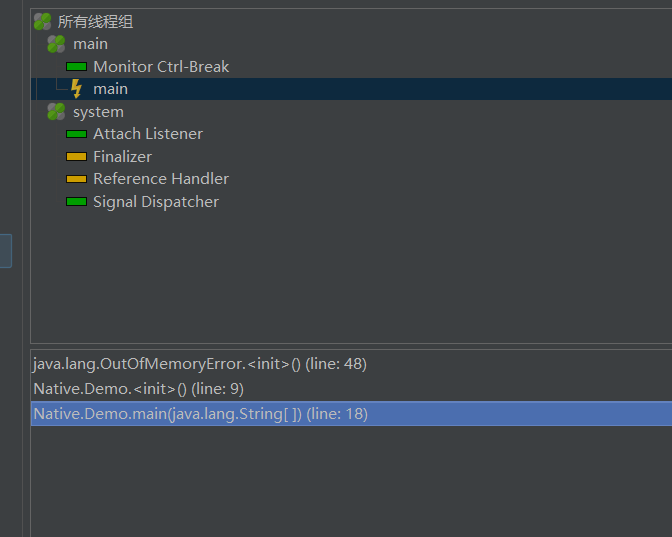 所有线程组
main
Monitor Ctrl-Break
main
system
Attach Listener
Finalizer
Reference Handler
Signal Dispatcher
java.lang.OutOfMemoryError.<init>() (line: 48)
Native.Demo.<init>() (line: 9)
Native.Demo.main(java.lang.String[ ]) (line: 18)